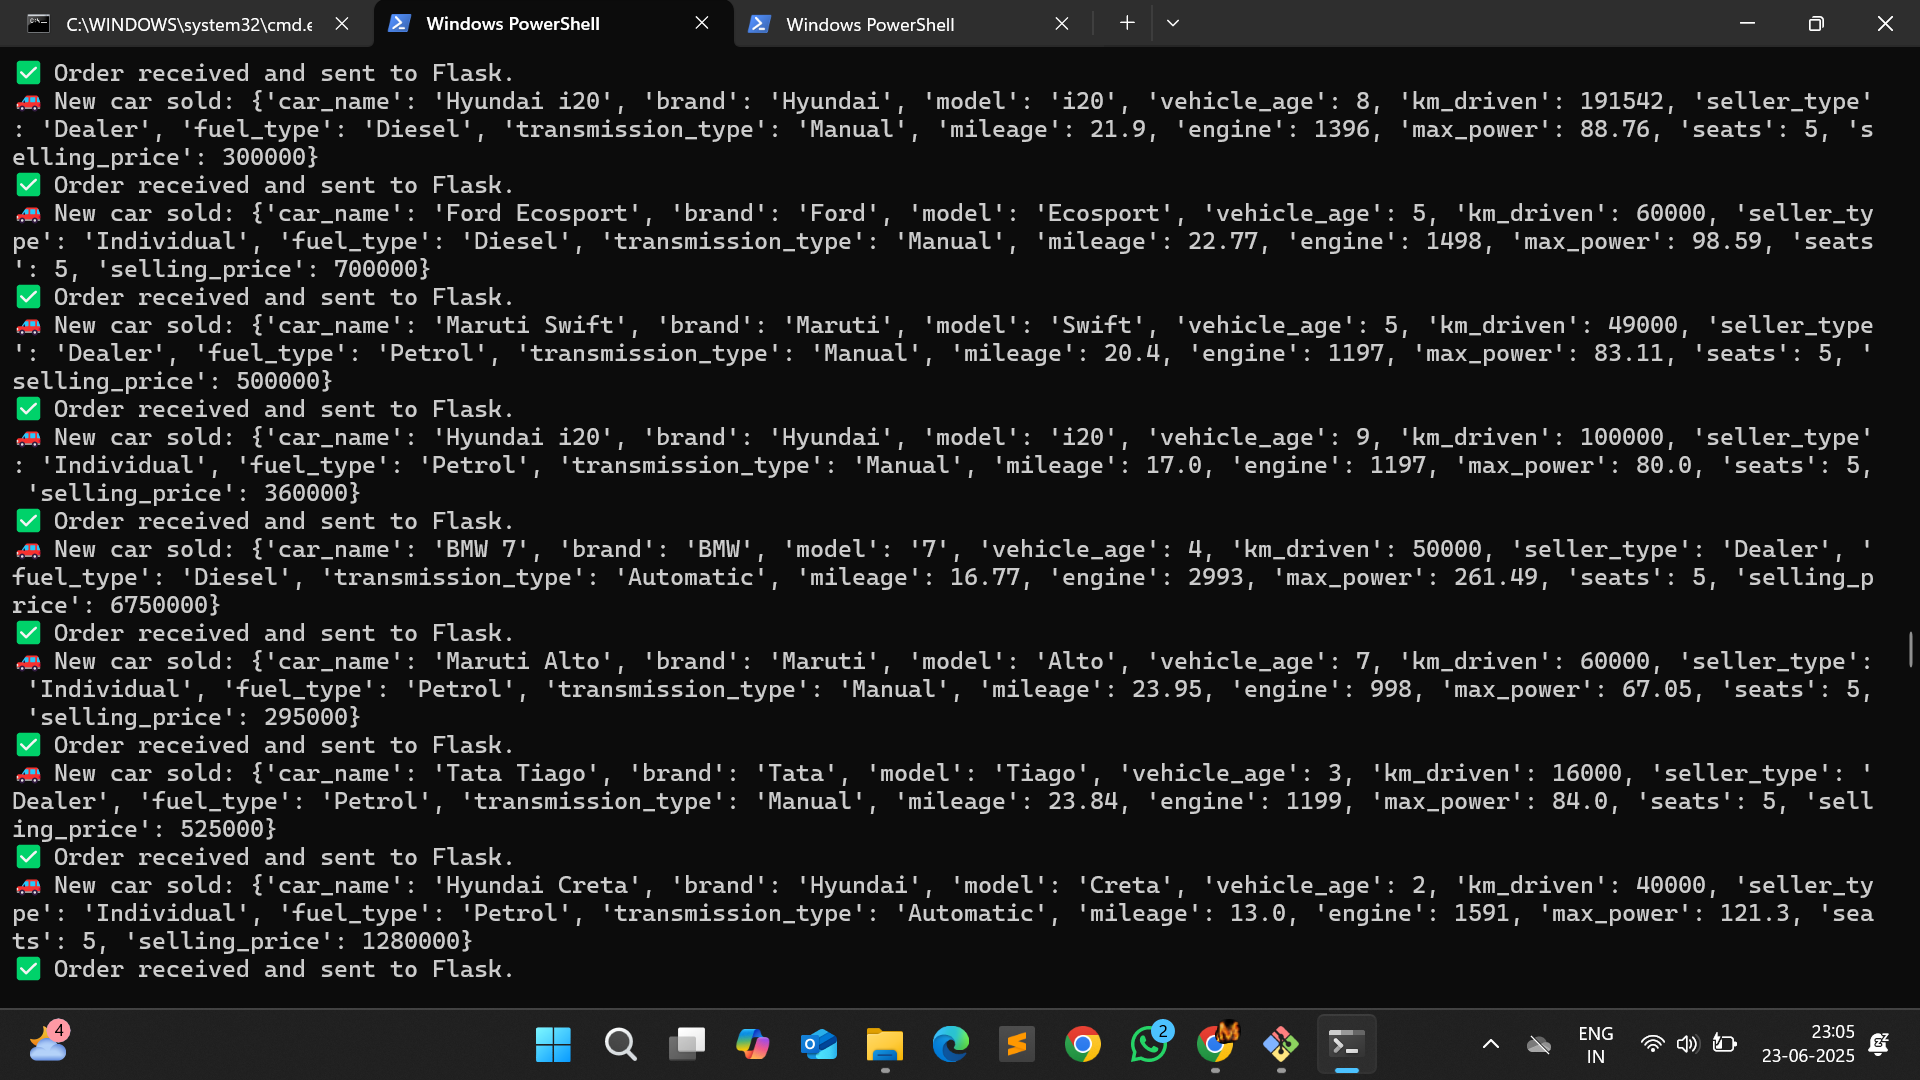 C:\WINDOWS\system32\cmd.e
Windows PowerShell
Windows PowerShell
✅ Order received and sent to Flask.
🚗 New car sold: {'car_name': 'Hyundai i20', 'brand': 'Hyundai', 'model': 'i20', 'vehicle_age': 8, 'km_driven': 191542, 'seller_type'
: 'Dealer', 'fuel_type': 'Diesel', 'transmission_type': 'Manual', 'mileage': 21.9, 'engine': 1396, 'max_power': 88.76, 'seats': 5, 's
elling_price': 300000}
✅ Order received and sent to Flask.
🚗 New car sold: {'car_name': 'Ford Ecosport', 'brand': 'Ford', 'model': 'Ecosport', 'vehicle_age': 5, 'km_driven': 60000, 'seller_ty
pe': 'Individual', 'fuel_type': 'Diesel', 'transmission_type': 'Manual', 'mileage': 22.77, 'engine': 1498, 'max_power': 98.59, 'seats
': 5, 'selling_price': 700000}
✅ Order received and sent to Flask.
🚗 New car sold: {'car_name': 'Maruti Swift', 'brand': 'Maruti', 'model': 'Swift', 'vehicle_age': 5, 'km_driven': 49000, 'seller_type
': 'Dealer', 'fuel_type': 'Petrol', 'transmission_type': 'Manual', 'mileage': 20.4, 'engine': 1197, 'max_power': 83.11, 'seats': 5, '
selling_price': 500000}
✅ Order received and sent to Flask.
🚗 New car sold: {'car_name': 'Hyundai i20', 'brand': 'Hyundai', 'model': 'i20', 'vehicle_age': 9, 'km_driven': 100000, 'seller_type'
: 'Individual', 'fuel_type': 'Petrol', 'transmission_type': 'Manual', 'mileage': 17.0, 'engine': 1197, 'max_power': 80.0, 'seats': 5,
 'selling_price': 360000}
✅ Order received and sent to Flask.
🚗 New car sold: {'car_name': 'BMW 7', 'brand': 'BMW', 'model': '7', 'vehicle_age': 4, 'km_driven': 50000, 'seller_type': 'Dealer', '
fuel_type': 'Diesel', 'transmission_type': 'Automatic', 'mileage': 16.77, 'engine': 2993, 'max_power': 261.49, 'seats': 5, 'selling_p
rice': 6750000}
✅ Order received and sent to Flask.
🚗 New car sold: {'car_name': 'Maruti Alto', 'brand': 'Maruti', 'model': 'Alto', 'vehicle_age': 7, 'km_driven': 60000, 'seller_type':
 'Individual', 'fuel_type': 'Petrol', 'transmission_type': 'Manual', 'mileage': 23.95, 'engine': 998, 'max_power': 67.05, 'seats': 5,
 'selling_price': 295000}
✅ Order received and sent to Flask.
🚗 New car sold: {'car_name': 'Tata Tiago', 'brand': 'Tata', 'model': 'Tiago', 'vehicle_age': 3, 'km_driven': 16000, 'seller_type': '
Dealer', 'fuel_type': 'Petrol', 'transmission_type': 'Manual', 'mileage': 23.84, 'engine': 1199, 'max_power': 84.0, 'seats': 5, 'sell
ing_price': 525000}
✅ Order received and sent to Flask.
🚗 New car sold: {'car_name': 'Hyundai Creta', 'brand': 'Hyundai', 'model': 'Creta', 'vehicle_age': 2, 'km_driven': 40000, 'seller_ty
pe': 'Individual', 'fuel_type': 'Petrol', 'transmission_type': 'Automatic', 'mileage': 13.0, 'engine': 1591, 'max_power': 121.3, 'sea
ts': 5, 'selling_price': 1280000}
✅ Order received and sent to Flask.
4
2
ENG
IN
23:05
23-06-2025